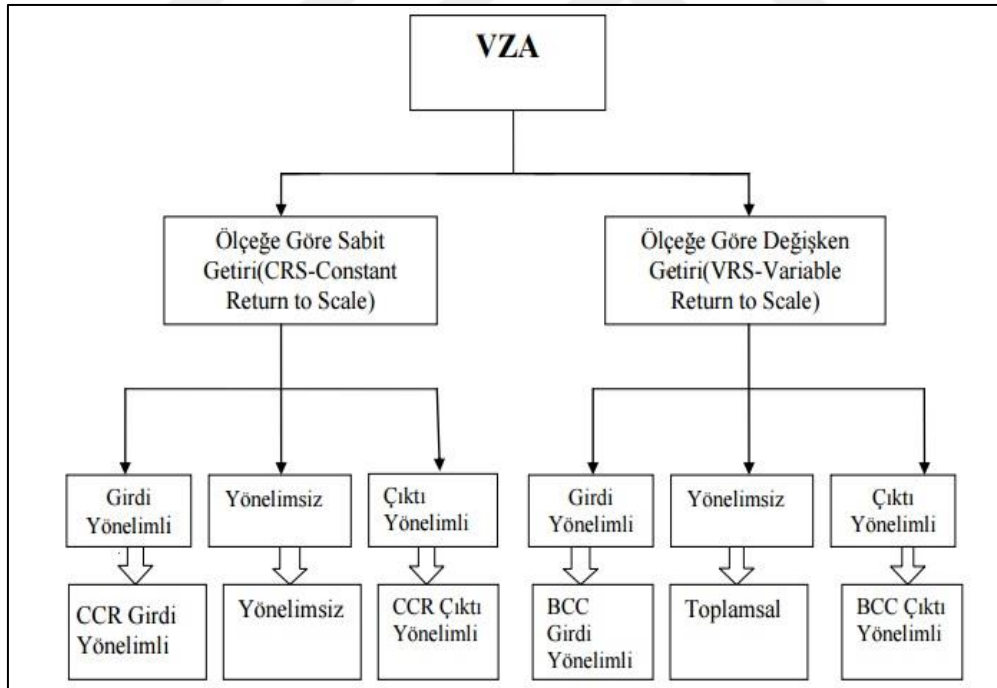 VZA
Ölçeğe Göre Sabit
Getiri(CRS-Constant
Return to Scale)
Ölçeğe Göre Değişken
Getiri(VRS-Variable
Return to Scale)
Girdi
Yönelimli
Yönelimsiz
Çıktı
Yönelimli
Girdi
Yönelimli
Yönelimsiz
Çıktı
Yönelimli
CCR Girdi
Yönelimli
Yönelimsiz
CCR Çıktı
Yönelimli
BCC
Girdi
Yönelimli
Toplamsal
BCC Çıktı
Yönelimli